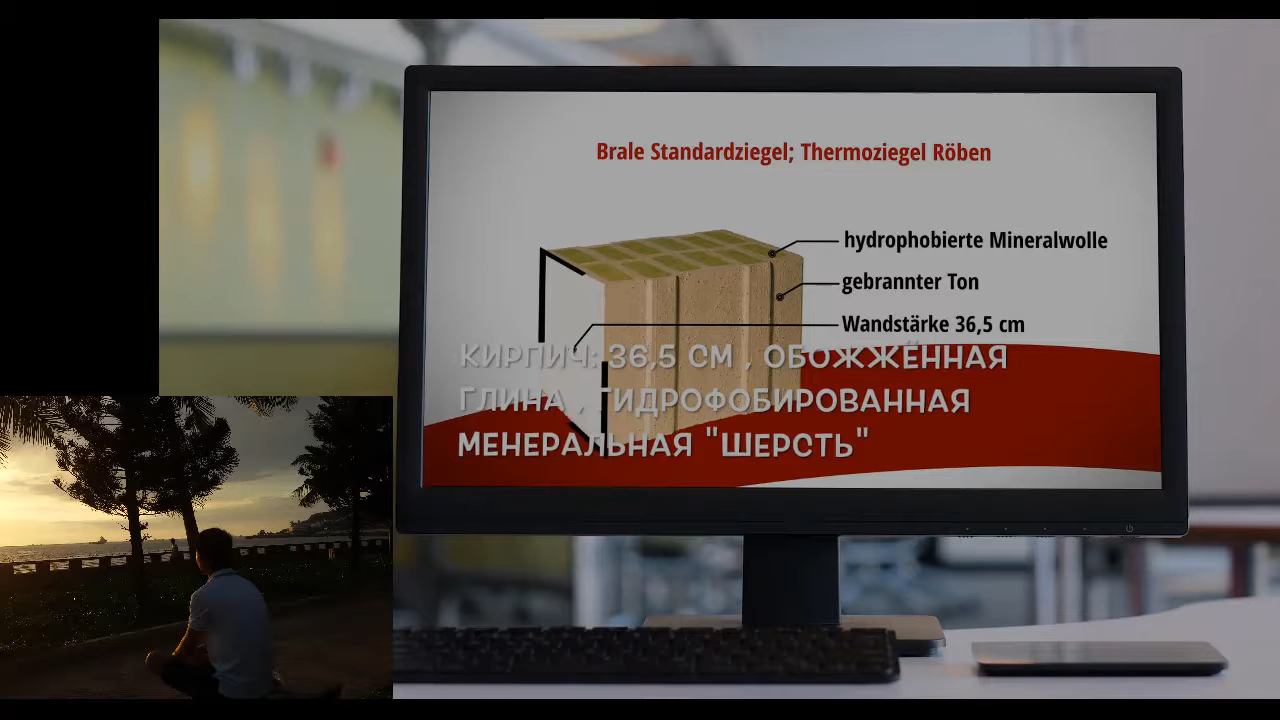 Brale Standardziegel; Thermoziegel Röben
hydrophobierte Mineralwolle
gebrannter Ton
Wandstärke 36,5 cm
КИРПИЧ: 36,5 СМ , ОБОЖЖЁННАЯ
ГЛИНА , ГИДРОФОБИРОВАННАЯ
МЕНЕРАЛЬНАЯ "ШЕРСТЬ"